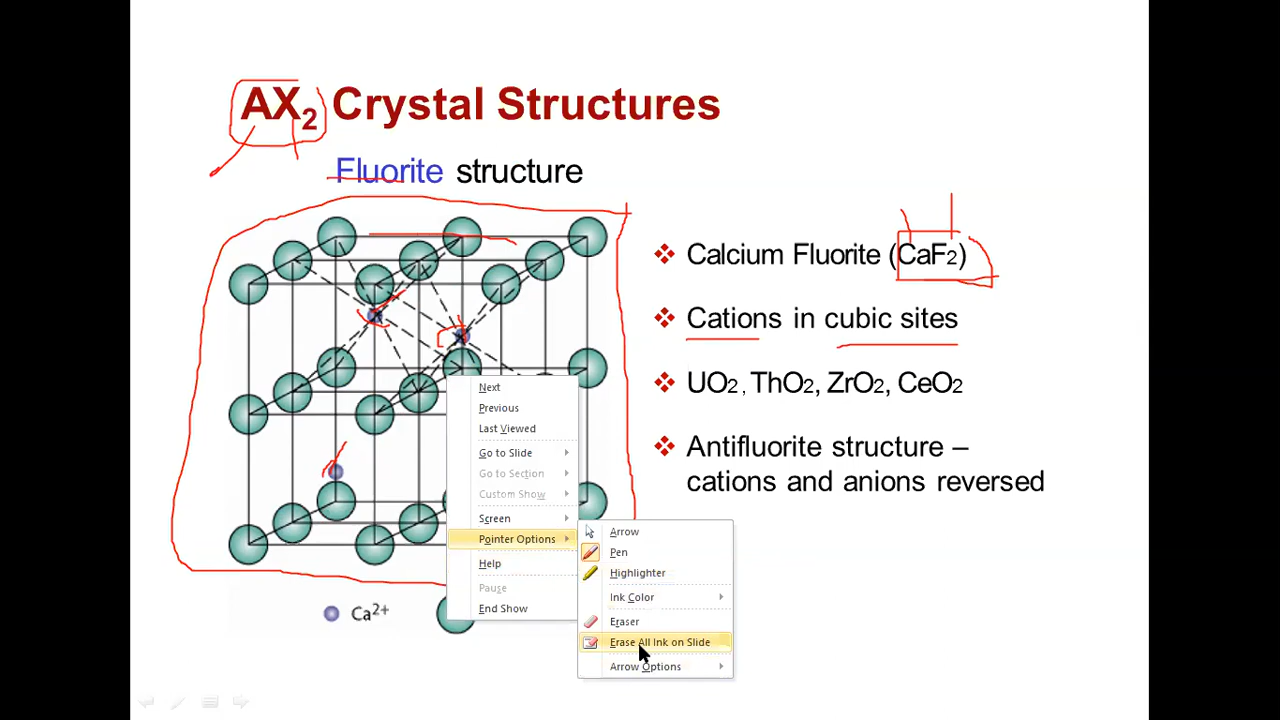 AX2 Crystal Structures
Fluorite structure
❖ Calcium Fluorite (CaF2)
❖ Cations in cubic sites
❖ UO2 , ThO2, ZrO2, CeO2
❖ Antifluorite structure –
cations and anions reversed
Next
Previous
Last Viewed
Go to Slide
Go to Section
Custom Show
Screen
Pointer Options
Help
Pause
End Show
Arrow
Pen
Highlighter
Ink Color
Eraser
Erase All Ink on Slide
Arrow Options
Ca2+